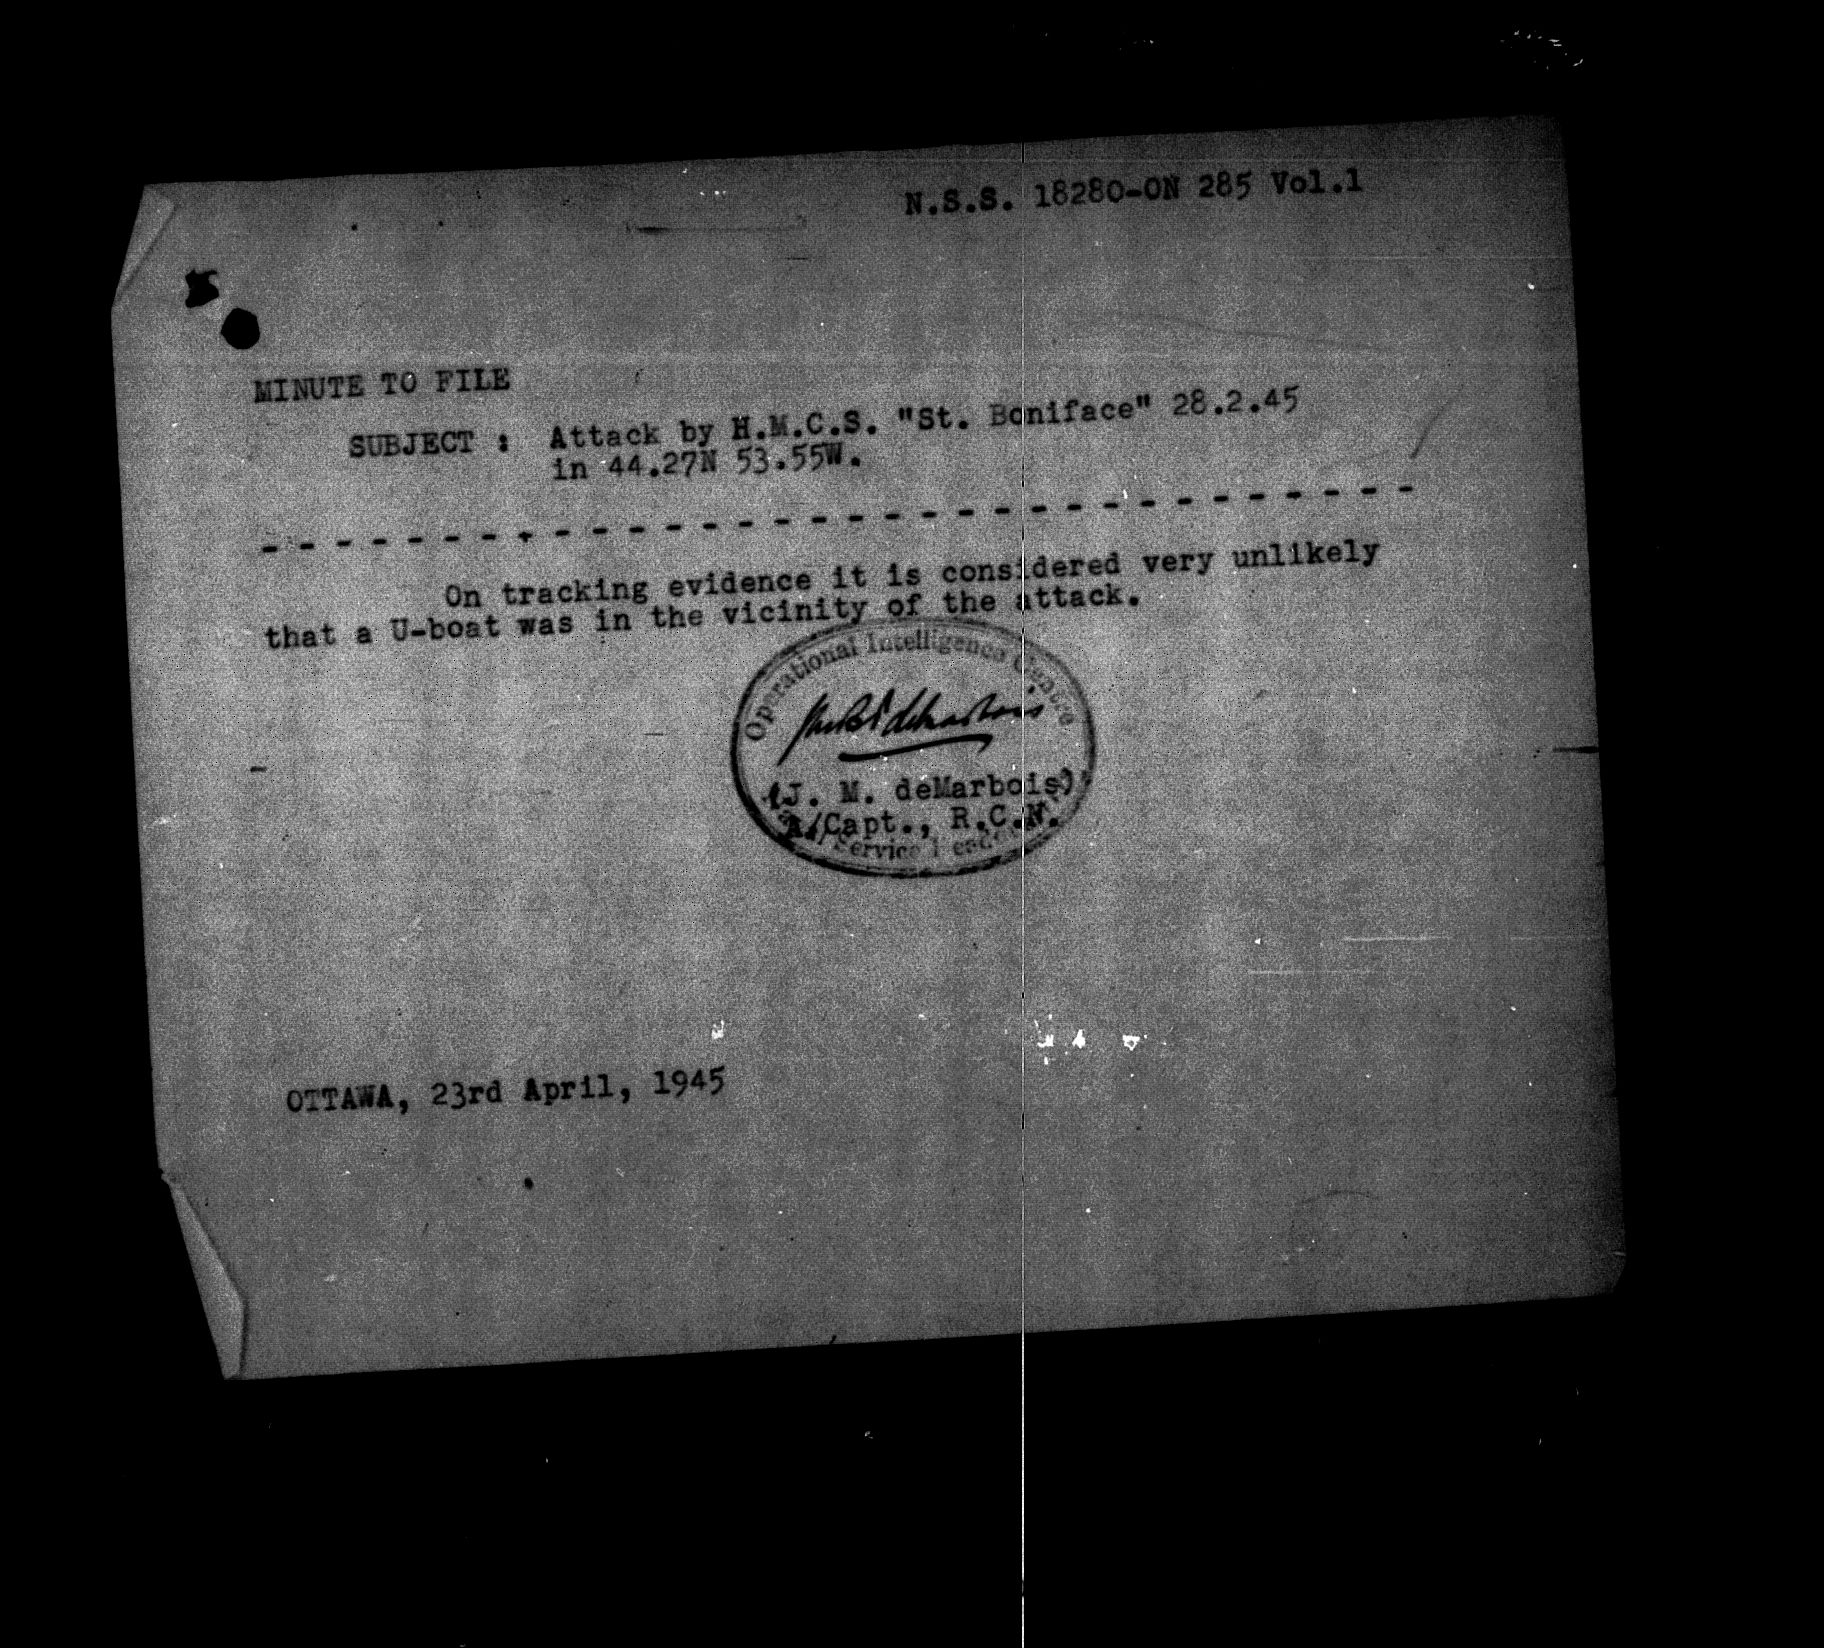 N.S.S. 18280-ON 285 Vol.1
MINUTE TO FILE
SUBJECT : Attack by H.M.C.S. "St. Boniface" 28.2.45
in 44.27N 53.55W.
- - - - - - - - - - - - - - - - - - - - - - - - - - - - - - - -
On tracking evidence it is considered very unlikely
that a U-boat was in the vicinity of the attack.
Operational Intelligence Centre
(J. M. deMarbois)
A/Capt., R.C.N.
Service
OTTAWA, 23rd April, 1945